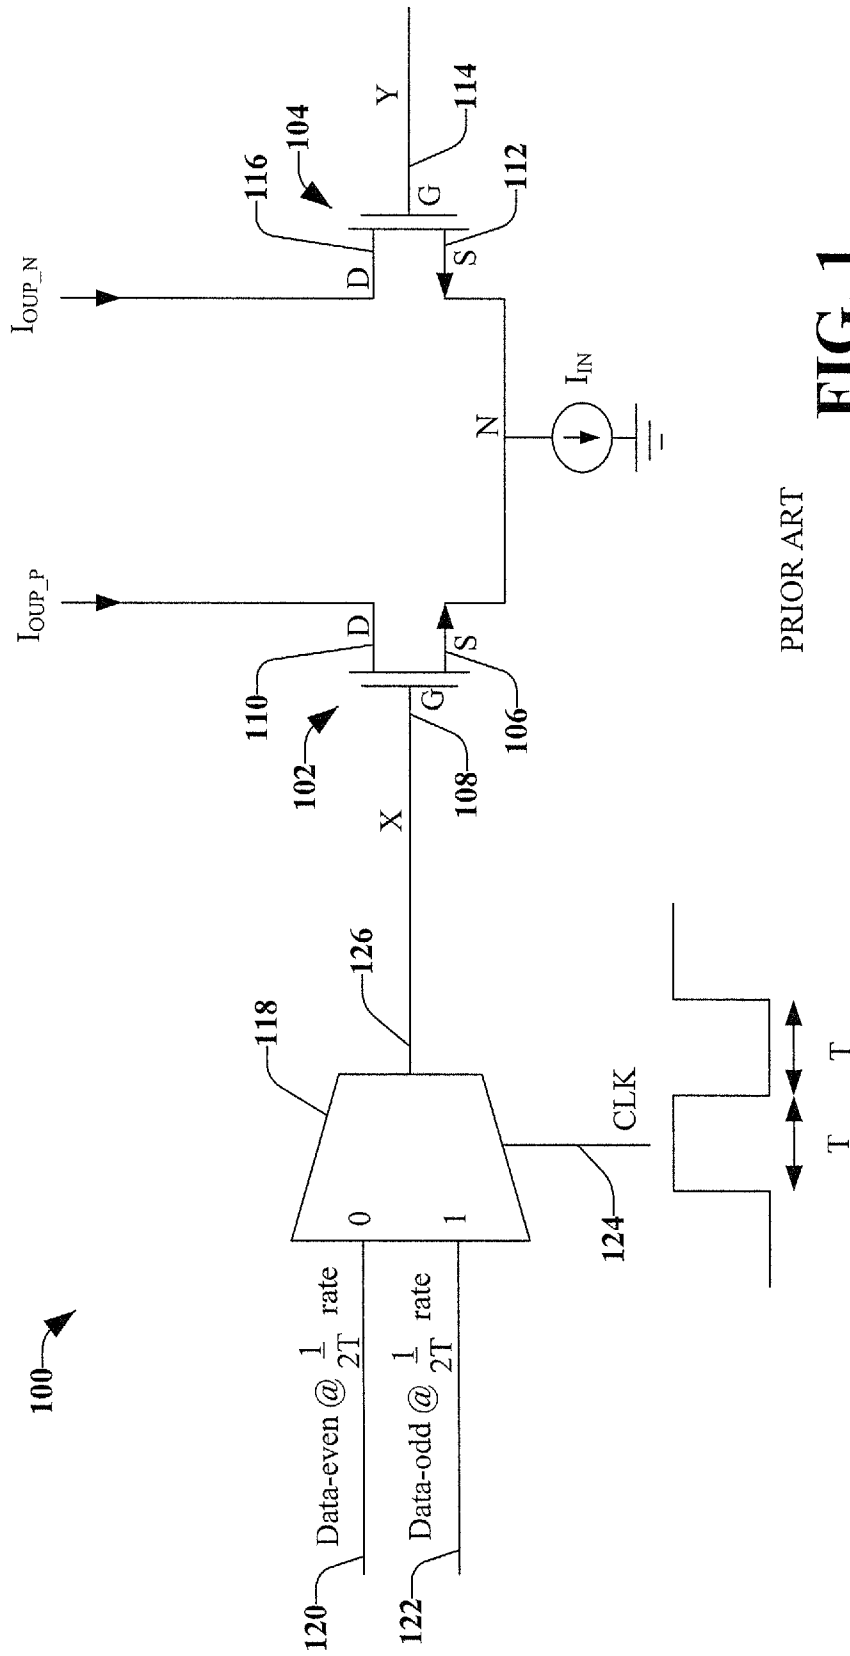 100
120
Data-even @ 1/2T rate
122
Data-odd @ 1/2T rate
0
1
118
124
CLK
T
T
126
X
102
108
G
110
D
106
S
I_OUP_P
N
I_IN
I_OUP_N
D
116
104
G
S
112
114
Y
PRIOR ART
FIG. 1